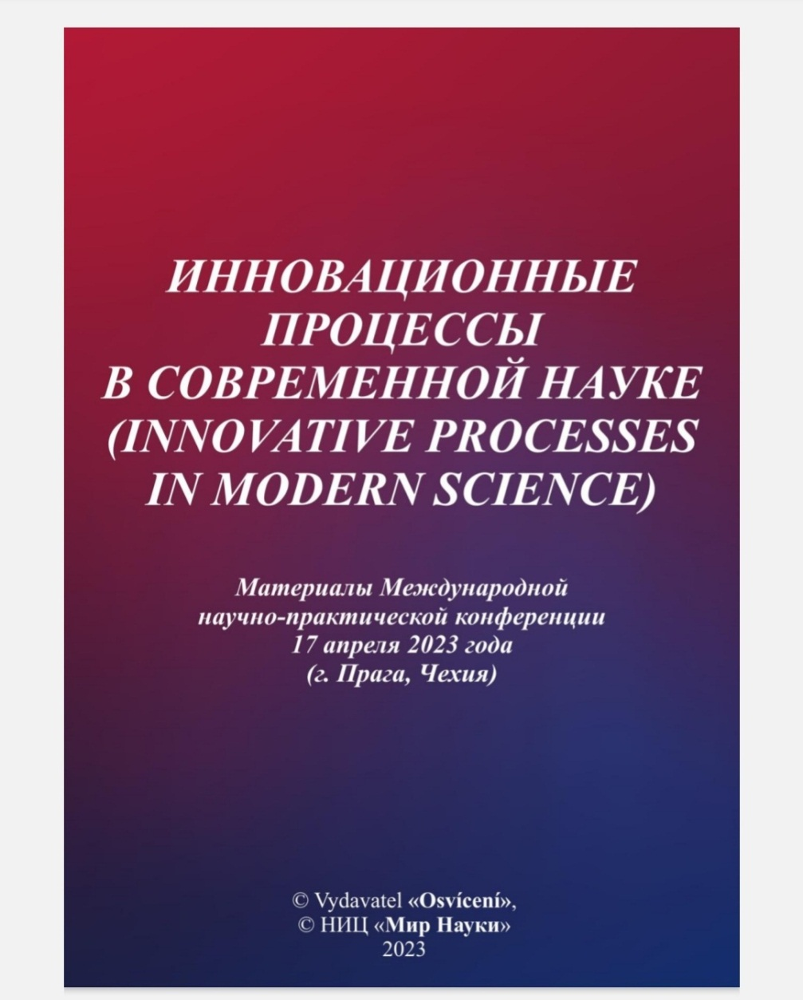 ИННОВАЦИОННЫЕ
ПРОЦЕССЫ
В СОВРЕМЕННОЙ НАУКЕ
(INNOVATIVE PROCESSES
IN MODERN SCIENCE)
Материалы Международной
научно-практической конференции
17 апреля 2023 года
(г. Прага, Чехия)
© Vydavatel «Osvícení»,
© НИЦ «Мир Науки»
2023